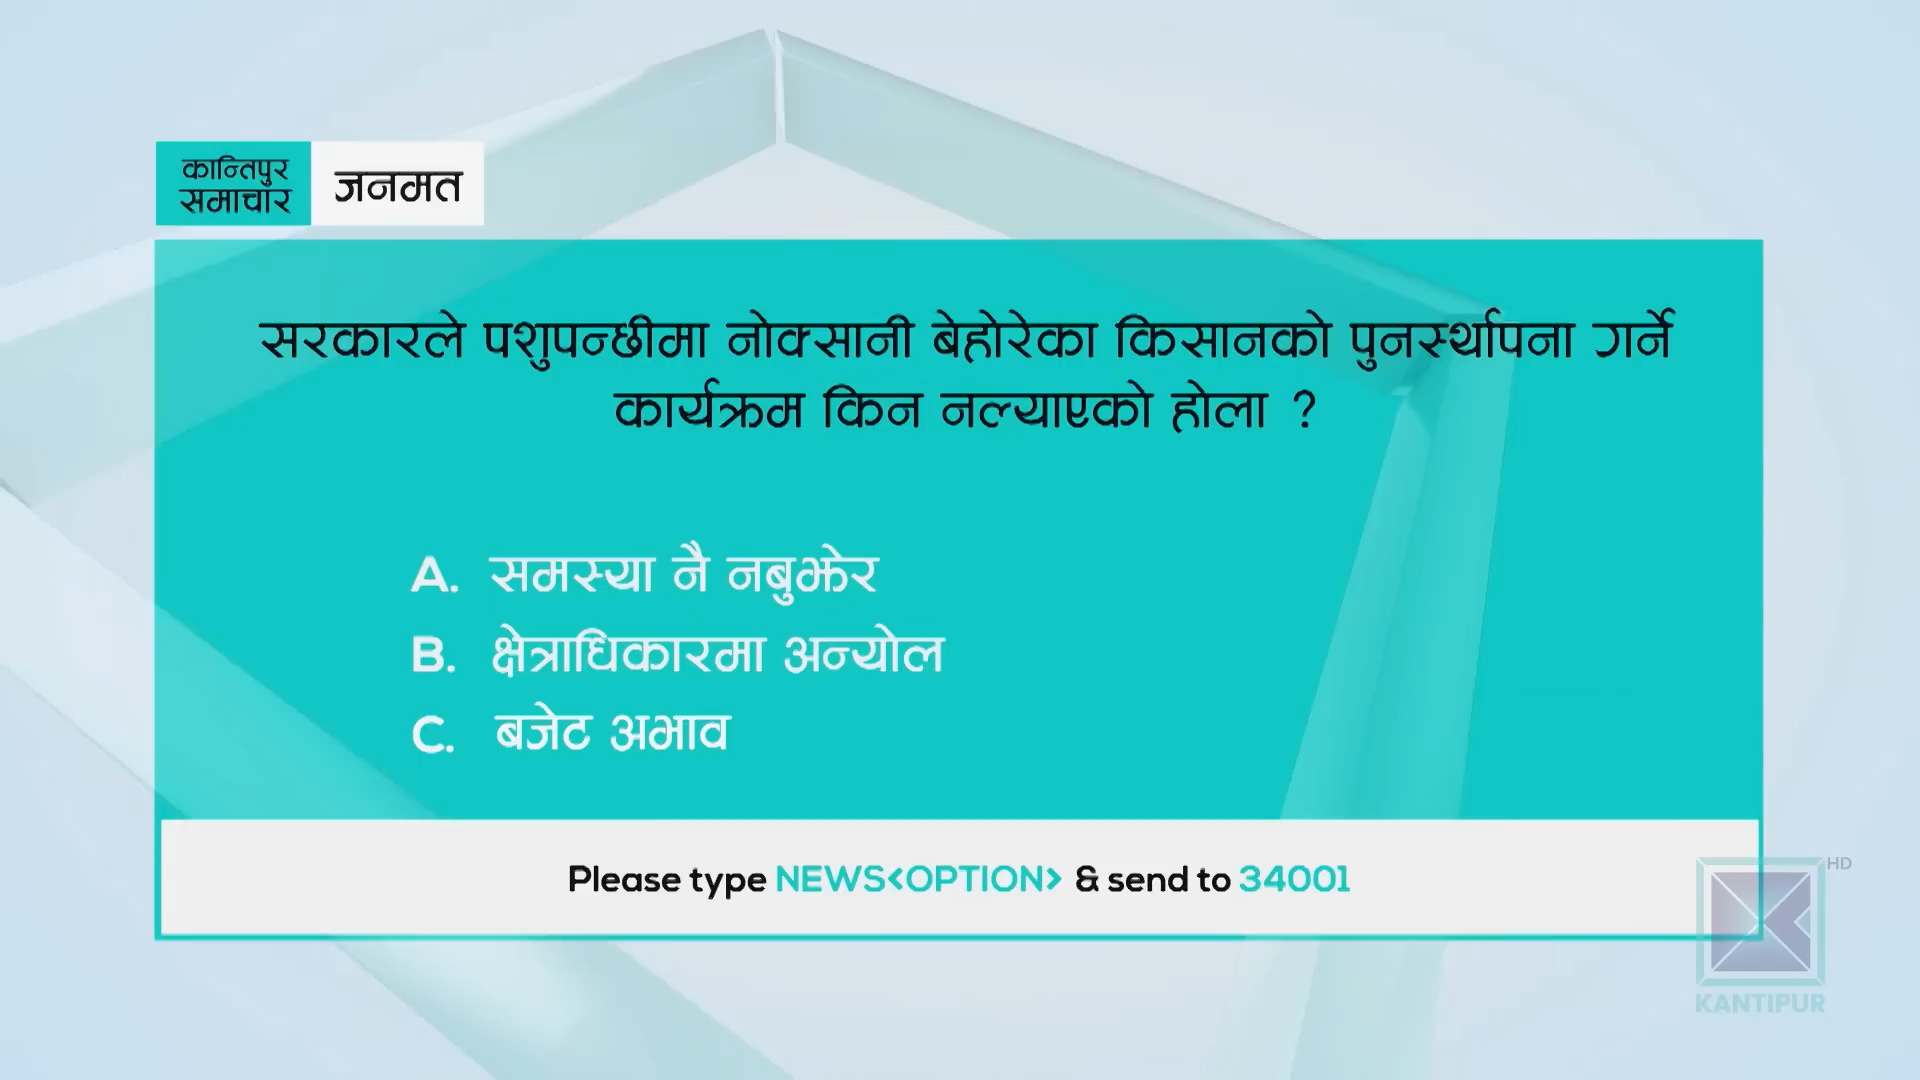 कान्तिपुर
समाचार
जनमत
सरकारले पशुपन्छीमा नोक्सानी बेहोरेका किसानको पुनर्स्थापना गर्ने
कार्यक्रम किन नल्याएको होला ?
A. समस्या नै नबुझेर
B. क्षेत्राधिकारमा अन्योल
C. बजेट अभाव
Please type NEWS<OPTION> & send to 34001
HD
KANTIPUR